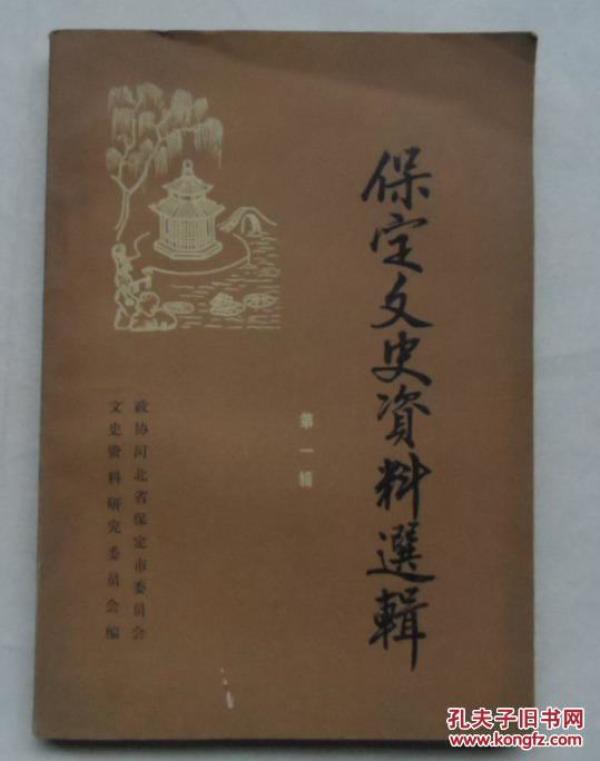 保定文史資料選輯
第一辑
政协河北省保定市委员会
文史资料研究委员会编
孔夫子旧书网
www.kongfz.com